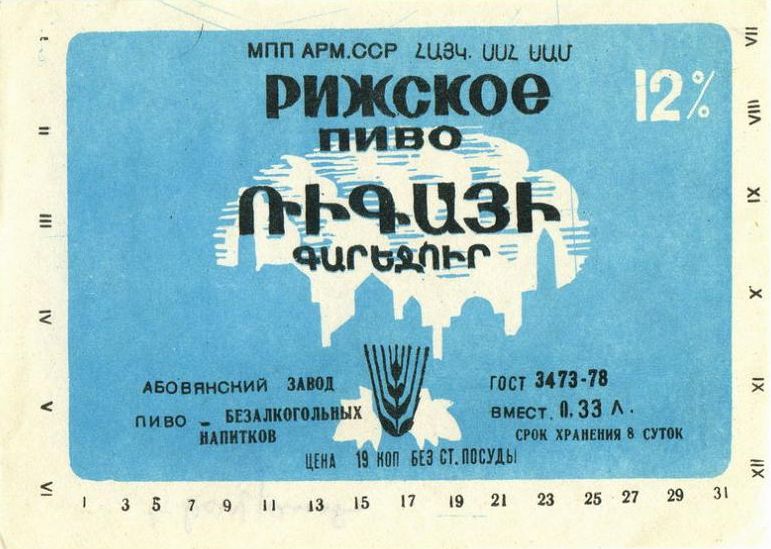 МПП АРМ.ССР ՀԱՅԿ. ՍՍՀ ՍԱՄ
РИЖСКОЕ
12%
ПИВО
ՌԻԳԱՅԻ
ԳԱՐԵՋՈՒՐ
АБОВЯНСКИЙ ЗАВОД
ПИВО – БЕЗАЛКОГОЛЬНЫХ
НАПИТКОВ
ГОСТ 3473-78
ВМЕСТ. 0.33 Л.
СРОК ХРАНЕНИЯ 8 СУТОК
ЦЕНА 19 КОП БЕЗ СТ. ПОСУДЫ
I
II
III
IV
V
VI
VII
VIII
XI
X
XI
XII
1 3 5 7 9 11 13 15 17 19 21 23 25 27 29 31